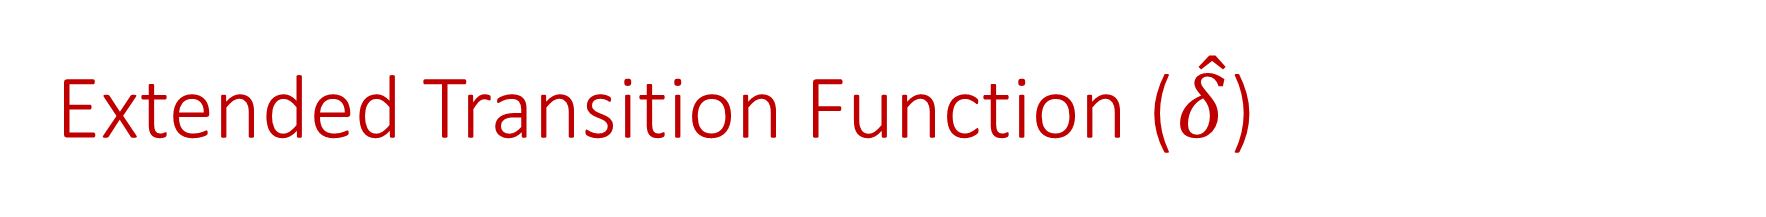 Extended Transition Function (δ̂)